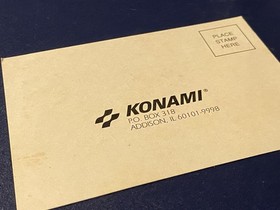 PLACE
STAMP
HERE
KONAMI®
P.O. BOX 318
ADDISON, IL 60101-9998